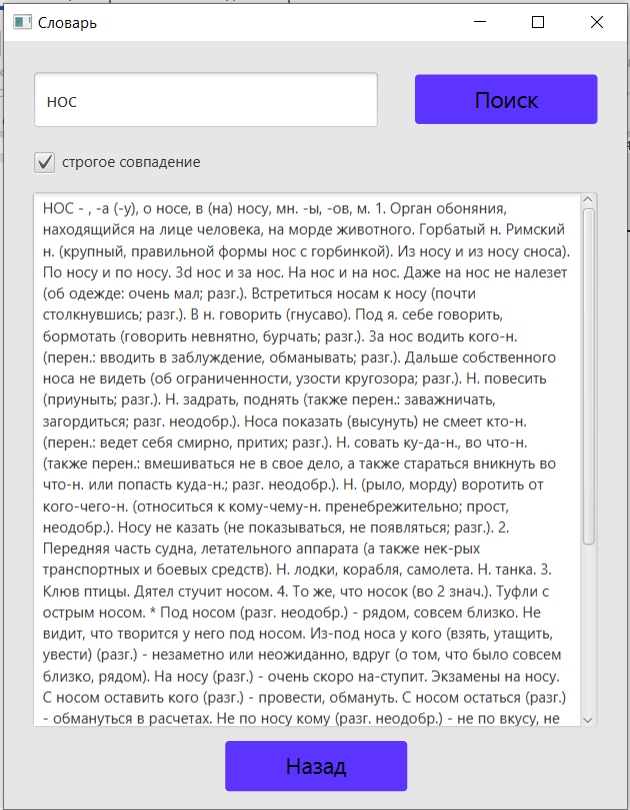 Словарь
нос
Поиск
строгое совпадение
НОС - , -а (-у), о носе, в (на) носу, мн. -ы, -ов, м. 1. Орган обоняния,
находящийся на лице человека, на морде животного. Горбатый н. Римский
н. (крупный, правильной формы нос с горбинкой). Из носу и из носу сноса).
По носу и по носу. 3d нос и за нос. На нос и на нос. Даже на нос не налезет
(об одежде: очень мал; разг.). Встретиться носам к носу (почти
столкнувшись; разг.). В н. говорить (гнусаво). Под я. себе говорить,
бормотать (говорить невнятно, бурчать; разг.). За нос водить кого-н.
(перен.: вводить в заблуждение, обманывать; разг.). Дальше собственного
носа не видеть (об ограниченности, узости кругозора; разг.). Н. повесить
(приуныть; разг.). Н. задрать, поднять (также перен.: заважничать,
загордиться; разг. неодобр.). Носа показать (высунуть) не смеет кто-н.
(перен.: ведет себя смирно, притих; разг.). Н. совать ку-да-н., во что-н.
(также перен.: вмешиваться не в свое дело, а также стараться вникнуть во
что-н. или попасть куда-н.; разг. неодобр.). Н. (рыло, морду) воротить от
кого-чего-н. (относиться к кому-чему-н. пренебрежительно; прост,
неодобр.). Носу не казать (не показываться, не появляться; разг.). 2.
Передняя часть судна, летательного аппарата (а также нек-рых
транспортных и боевых средств). Н. лодки, корабля, самолета. Н. танка. 3.
Клюв птицы. Дятел стучит носом. 4. То же, что носок (во 2 знач.). Туфли с
острым носом. * Под носом (разг. неодобр.) - рядом, совсем близко. Не
видит, что творится у него под носом. Из-под носа у кого (взять, утащить,
увести) (разг.) - незаметно или неожиданно, вдруг (о том, что было совсем
близко, рядом). На носу (разг.) - очень скоро на-ступит. Экзамены на носу.
С носом оставить кого (разг.) - провести, обмануть. С носом остаться (разг.)
- обмануться в расчетах. Не по носу кому (разг. неодобр.) - не по вкусу, не
Назад